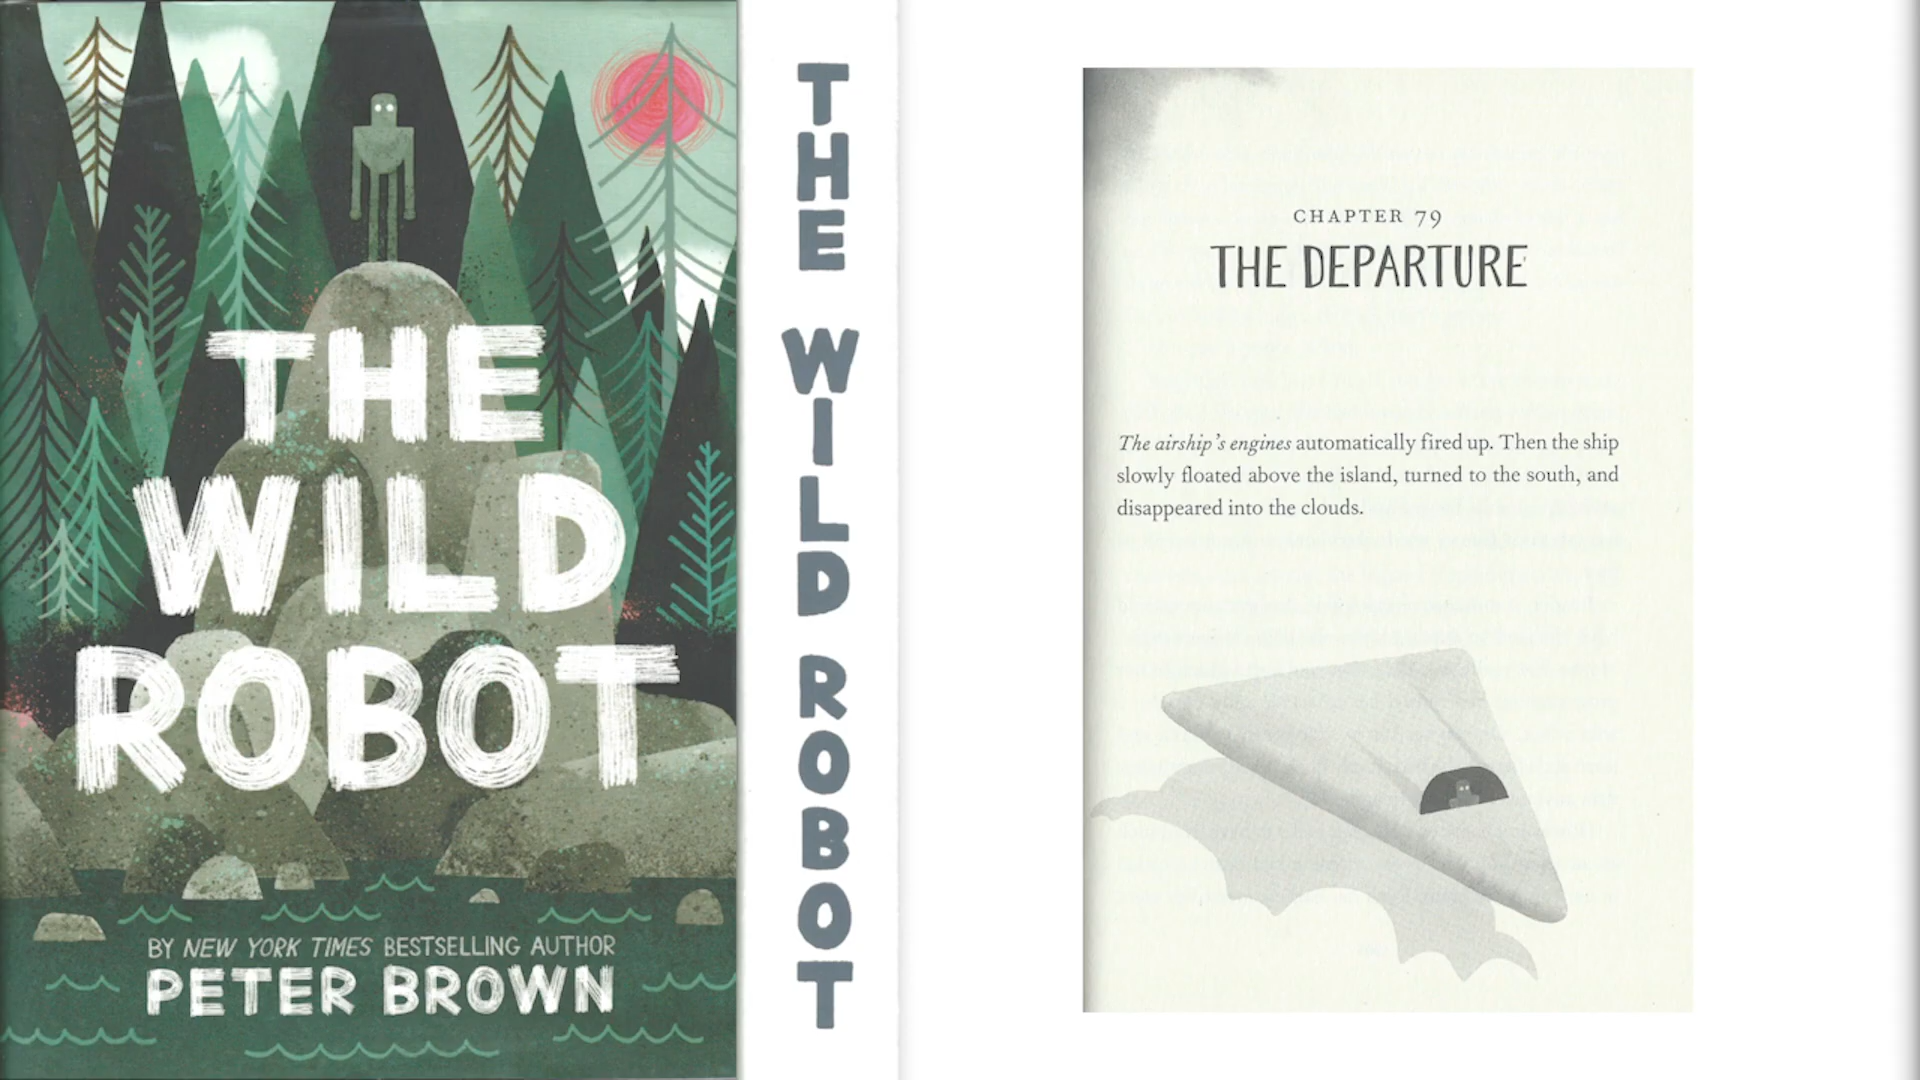 THE
WILD
ROBOT
BY NEW YORK TIMES BESTSELLING AUTHOR
PETER BROWN
THE WILD ROBOT
CHAPTER 79
THE DEPARTURE
The airship's engines automatically fired up. Then the ship
slowly floated above the island, turned to the south, and
disappeared into the clouds.